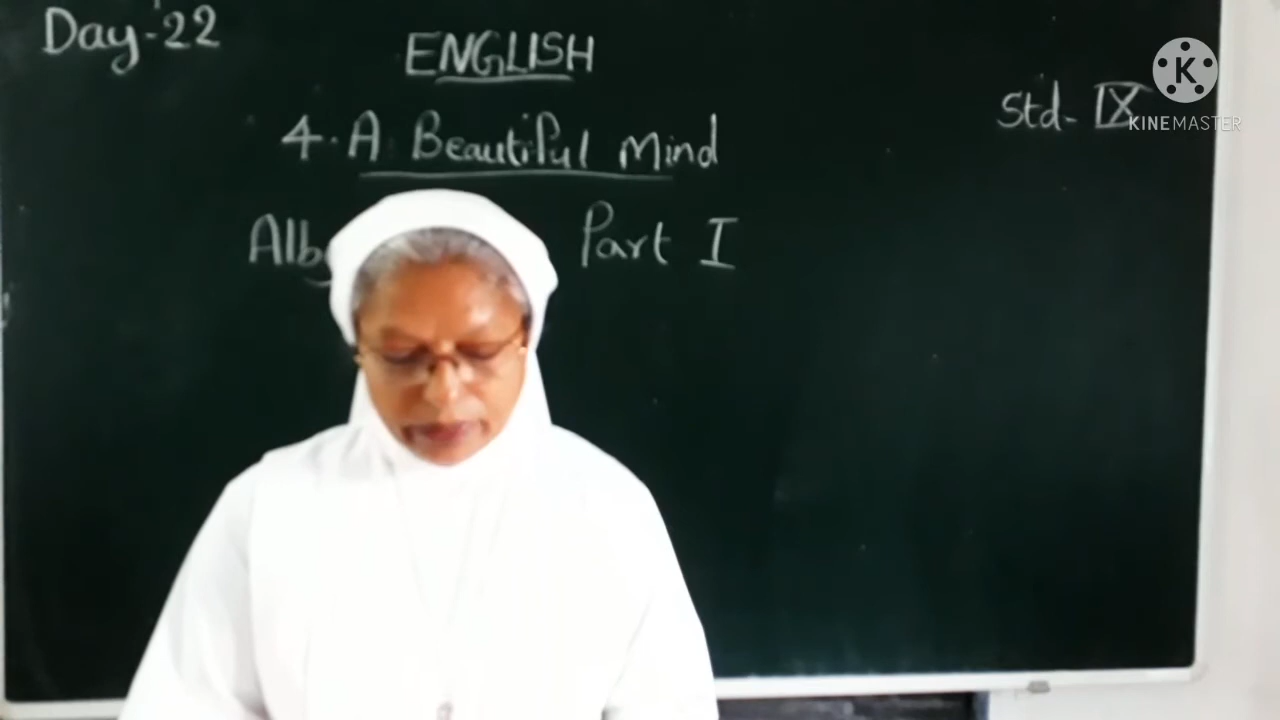 Day-22
ENGLISH
Std- IX
4. A Beautiful Mind
Part I
K
KINEMASTER